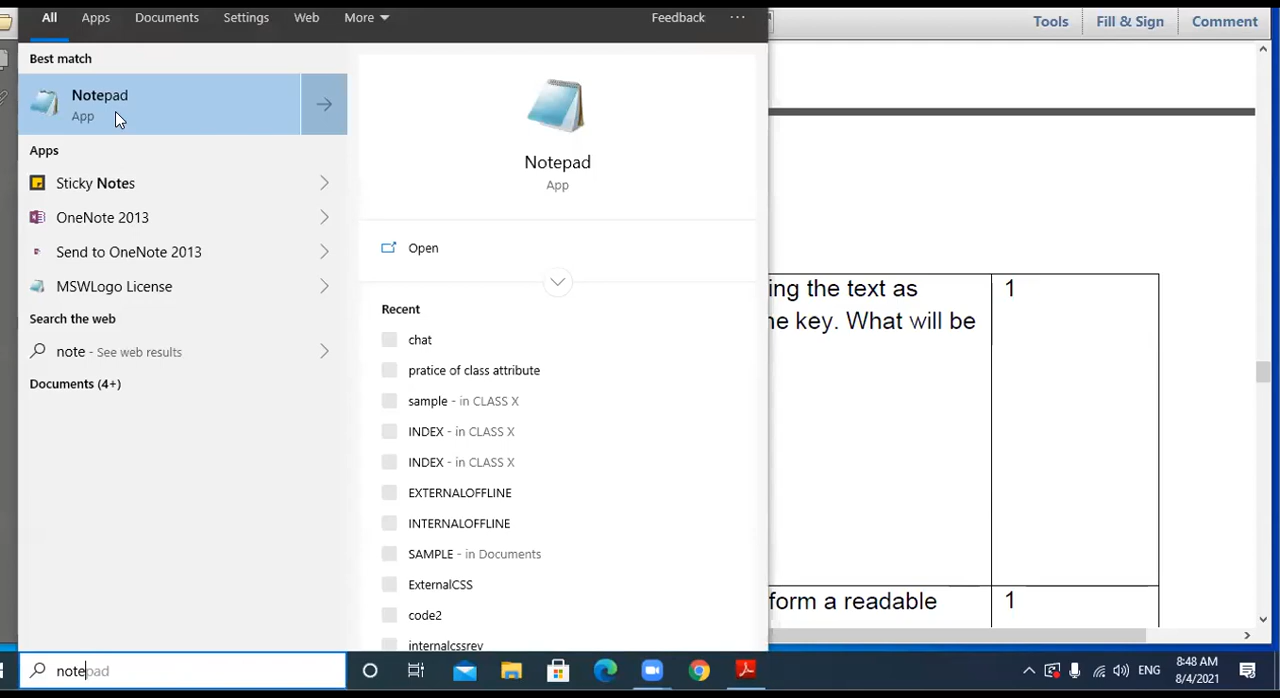 All Apps Documents Settings Web More Feedback ...
Tools Fill & Sign Comment
Best match
Notepad
App
Apps
Sticky Notes
OneNote 2013
Send to OneNote 2013
MSWLogo License
Search the web
note - See web results
Documents (4+)
Notepad
App
Open
Recent
chat
pratice of class attribute
sample - in CLASS X
INDEX - in CLASS X
INDEX - in CLASS X
EXTERNALOFFLINE
INTERNALOFFLINE
SAMPLE - in Documents
ExternalCSS
code2
internalcssrev
ing the text as 1
e key. What will be
form a readable 1
notepad
ENG
8:48 AM
8/4/2021